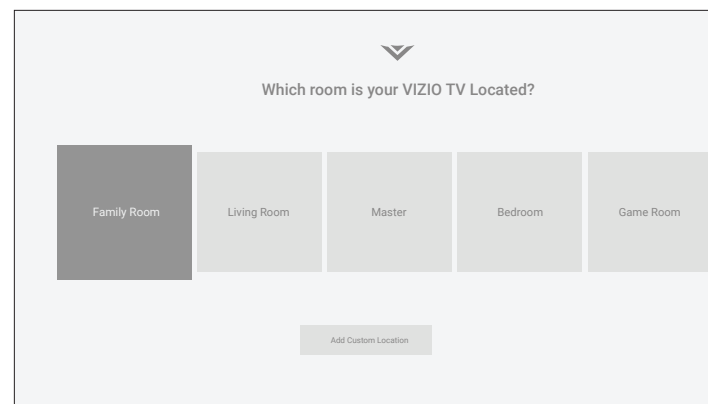 Which room is your VIZIO TV Located?
Family Room
Living Room
Master
Bedroom
Game Room
Add Custom Location